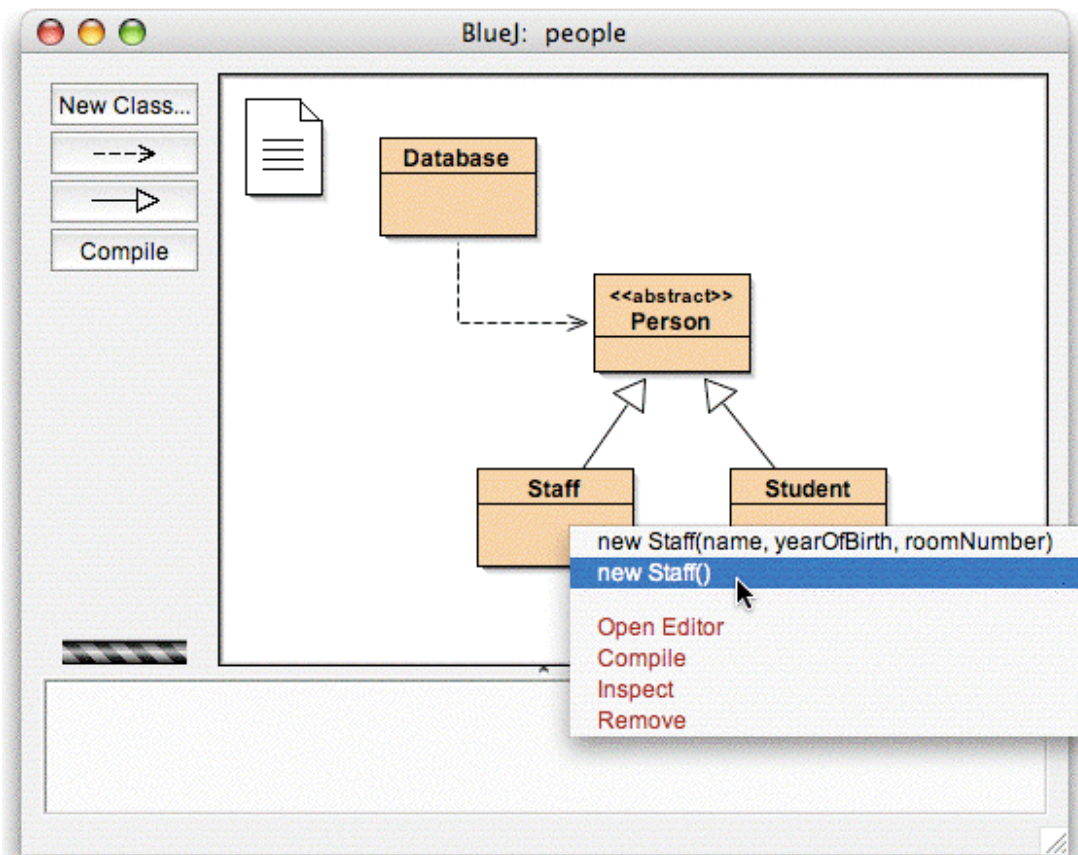 BlueJ: people
New Class...
Compile
Database
<<abstract>>
Person
Staff
Student
new Staff(name, yearOfBirth, roomNumber)
new Staff()
Open Editor
Compile
Inspect
Remove